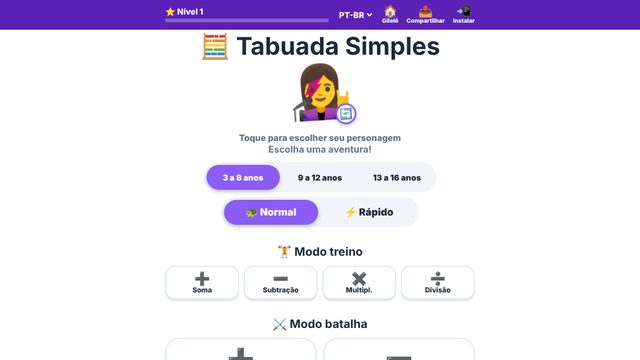 Nível 1
PT-BR
Gilelê
Compartilhar
Instalar
Tabuada Simples
Toque para escolher seu personagem
Escolha uma aventura!
3 a 8 anos
9 a 12 anos
13 a 16 anos
Normal
Rápido
Modo treino
Soma
Subtração
Multipl.
Divisão
Modo batalha